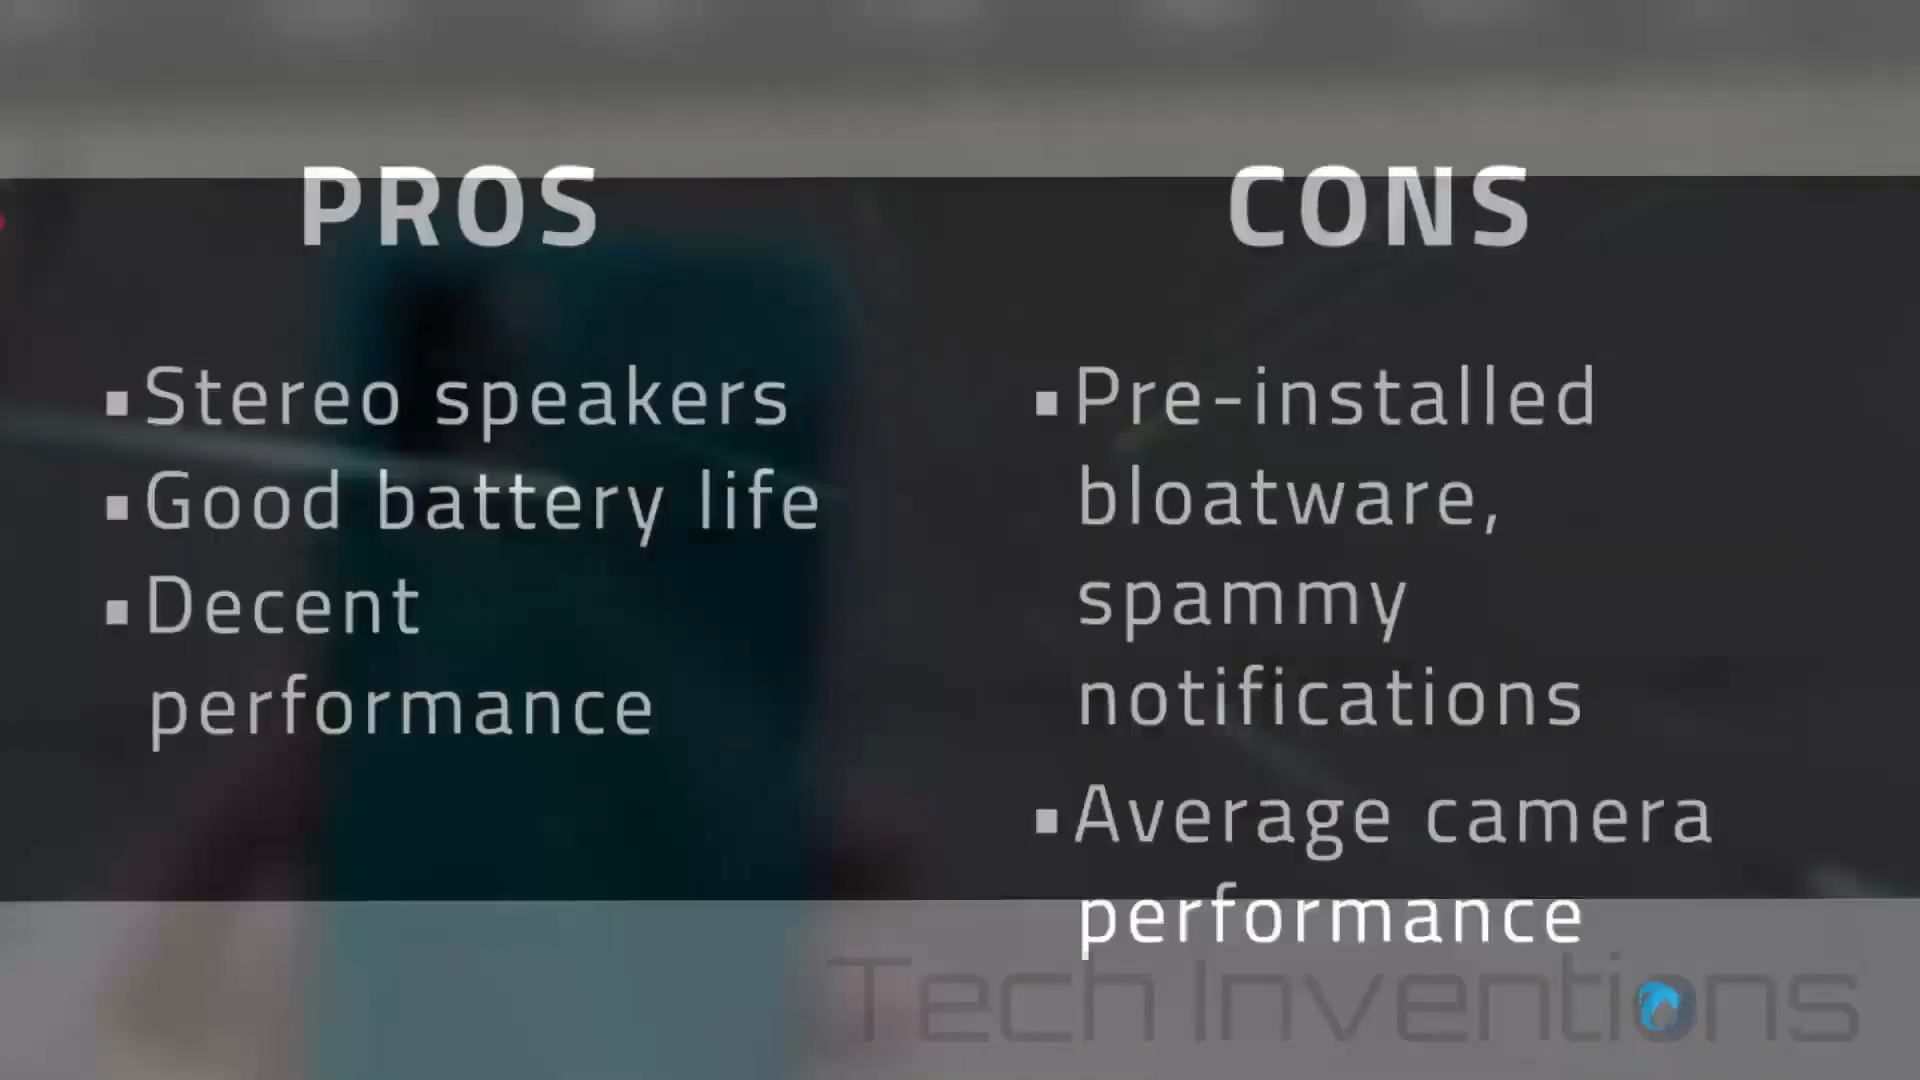 PROS
▪Stereo speakers
▪Good battery life
▪Decent
performance
CONS
▪Pre-installed
bloatware,
spammy
notifications
▪Average camera
performance
Tech Inventions